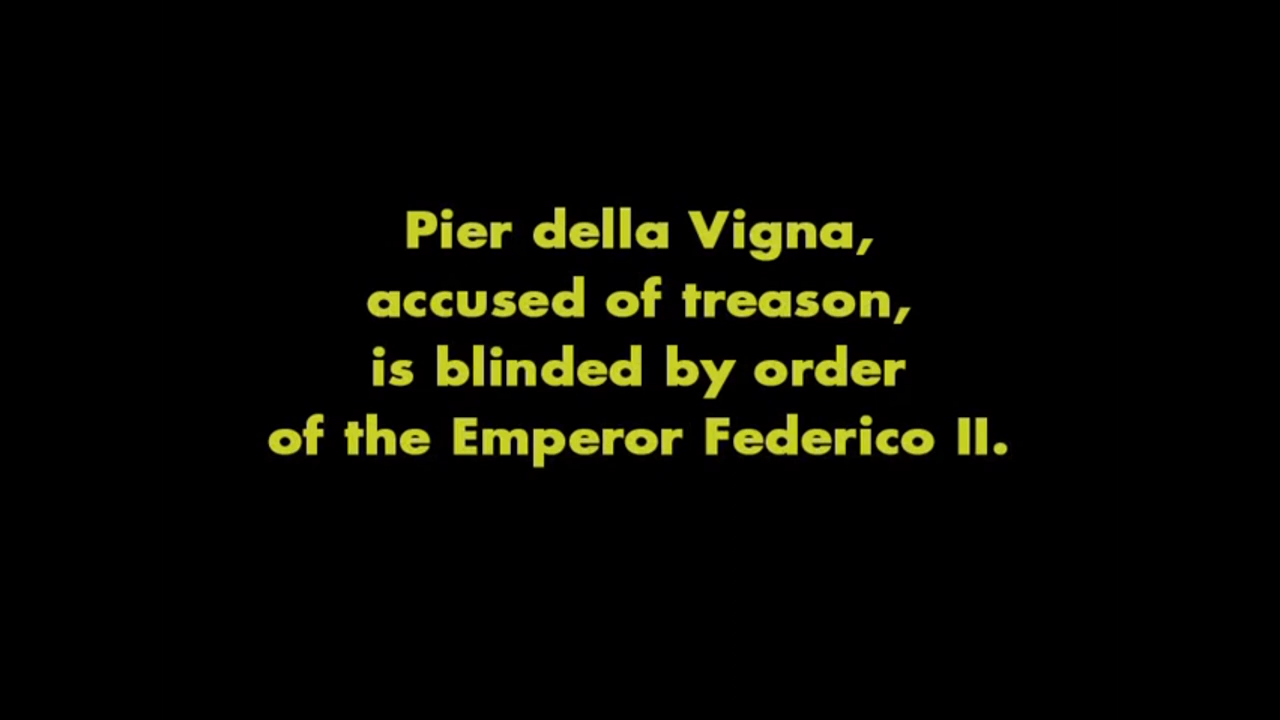 Pier della Vigna,
accused of treason,
is blinded by order
of the Emperor Federico II.